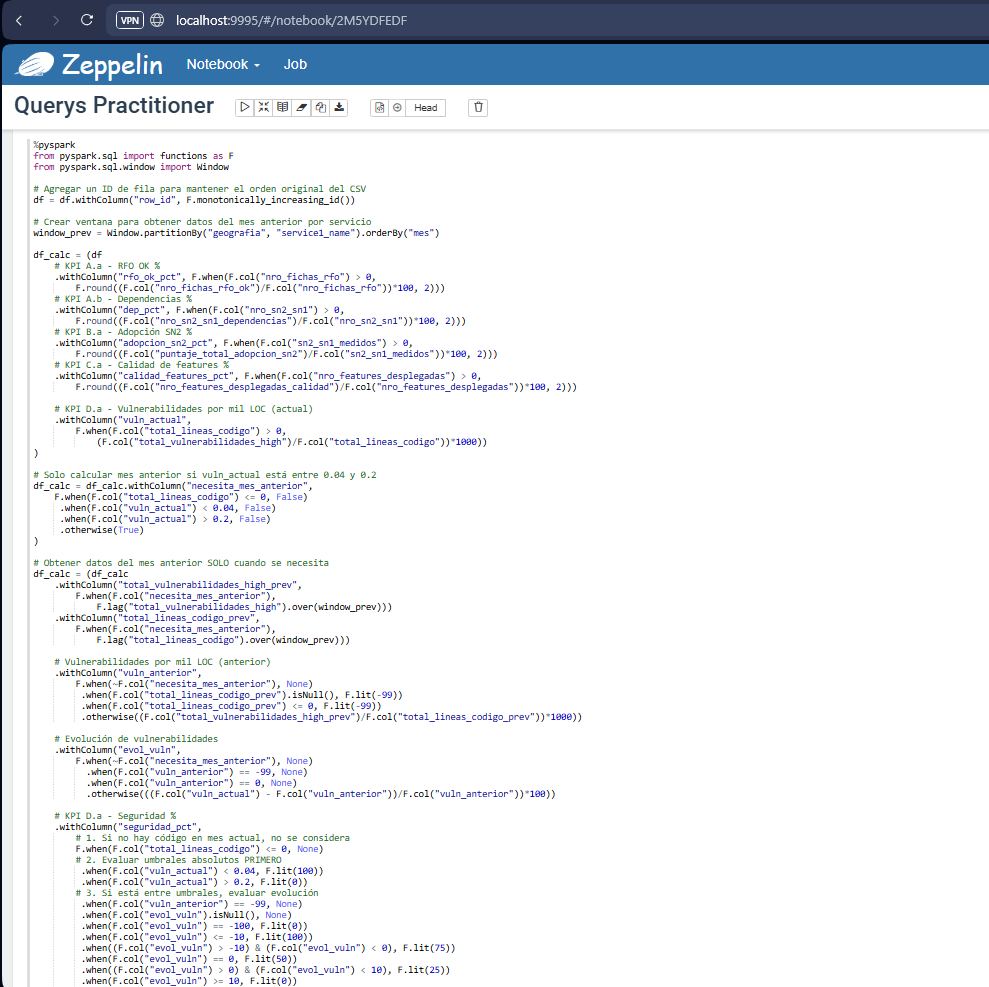 VPN localhost:9995/#/notebook/2M5YDFEDF
Zeppelin Notebook Job
Querys Practitioner Head
%pyspark
from pyspark.sql import functions as F
from pyspark.sql.window import Window
# Agregar un ID de fila para mantener el orden original del CSV
df = df.withColumn("row_id", F.monotonically_increasing_id())
# Crear ventana para obtener datos del mes anterior por servicio
window_prev = Window.partitionBy("geografia", "service1_name").orderBy("mes")
df_calc = (df
# KPI A.a - RFO OK %
.withColumn("rfo_ok_pct", F.when(F.col("nro_fichas_rfo") > 0,
F.round((F.col("nro_fichas_rfo_ok")/F.col("nro_fichas_rfo"))*100, 2)))
# KPI A.b - Dependencias %
.withColumn("dep_pct", F.when(F.col("nro_sn2_sn1") > 0,
F.round((F.col("nro_sn2_sn1_dependencias")/F.col("nro_sn2_sn1"))*100, 2)))
# KPI B.a - Adopción SN2 %
.withColumn("adopcion_sn2_pct", F.when(F.col("sn2_sn1_medidos") > 0,
F.round((F.col("puntaje_total_adopcion_sn2")/F.col("sn2_sn1_medidos"))*100, 2)))
# KPI C.a - Calidad de features %
.withColumn("calidad_features_pct", F.when(F.col("nro_features_desplegadas") > 0,
F.round((F.col("nro_features_desplegadas_calidad")/F.col("nro_features_desplegadas"))*100, 2)))
# KPI D.a - Vulnerabilidades por mil LOC (actual)
.withColumn("vuln_actual",
F.when(F.col("total_lineas_codigo") > 0,
(F.col("total_vulnerabilidades_high")/F.col("total_lineas_codigo"))*1000))
)
# Solo calcular mes anterior si vuln_actual está entre 0.04 y 0.2
df_calc = df_calc.withColumn("necesita_mes_anterior",
F.when(F.col("total_lineas_codigo") <= 0, False)
.when(F.col("vuln_actual") < 0.04, False)
.when(F.col("vuln_actual") > 0.2, False)
.otherwise(True)
)
# Obtener datos del mes anterior SOLO cuando se necesita
df_calc = (df_calc
.withColumn("total_vulnerabilidades_high_prev",
F.when(F.col("necesita_mes_anterior"),
F.lag("total_vulnerabilidades_high").over(window_prev)))
.withColumn("total_lineas_codigo_prev",
F.when(F.col("necesita_mes_anterior"),
F.lag("total_lineas_codigo").over(window_prev)))
# Vulnerabilidades por mil LOC (anterior)
.withColumn("vuln_anterior",
F.when(~F.col("necesita_mes_anterior"), None)
.when(F.col("total_lineas_codigo_prev").isNull(), F.lit(-99))
.when(F.col("total_lineas_codigo_prev") <= 0, F.lit(-99))
.otherwise((F.col("total_vulnerabilidades_high_prev")/F.col("total_lineas_codigo_prev"))*1000))
# Evolución de vulnerabilidades
.withColumn("evol_vuln",
F.when(~F.col("necesita_mes_anterior"), None)
.when(F.col("vuln_anterior") == -99, None)
.when(F.col("vuln_anterior") == 0, None)
.otherwise(((F.col("vuln_actual") - F.col("vuln_anterior"))/F.col("vuln_anterior"))*100))
# KPI D.a - Seguridad %
.withColumn("seguridad_pct",
# 1. Si no hay código en mes actual, no se considera
F.when(F.col("total_lineas_codigo") <= 0, None)
# 2. Evaluar umbrales absolutos PRIMERO
.when(F.col("vuln_actual") < 0.04, F.lit(100))
.when(F.col("vuln_actual") > 0.2, F.lit(0))
# 3. Si está entre umbrales, evaluar evolución
.when(F.col("vuln_anterior") == -99, None)
.when(F.col("evol_vuln").isNull(), None)
.when(F.col("evol_vuln") == -100, F.lit(0))
.when(F.col("evol_vuln") <= -10, F.lit(100))
.when((F.col("evol_vuln") > -10) & (F.col("evol_vuln") < 0), F.lit(75))
.when(F.col("evol_vuln") == 0, F.lit(50))
.when((F.col("evol_vuln") > 0) & (F.col("evol_vuln") < 10), F.lit(25))
.when(F.col("evol_vuln") >= 10, F.lit(0))